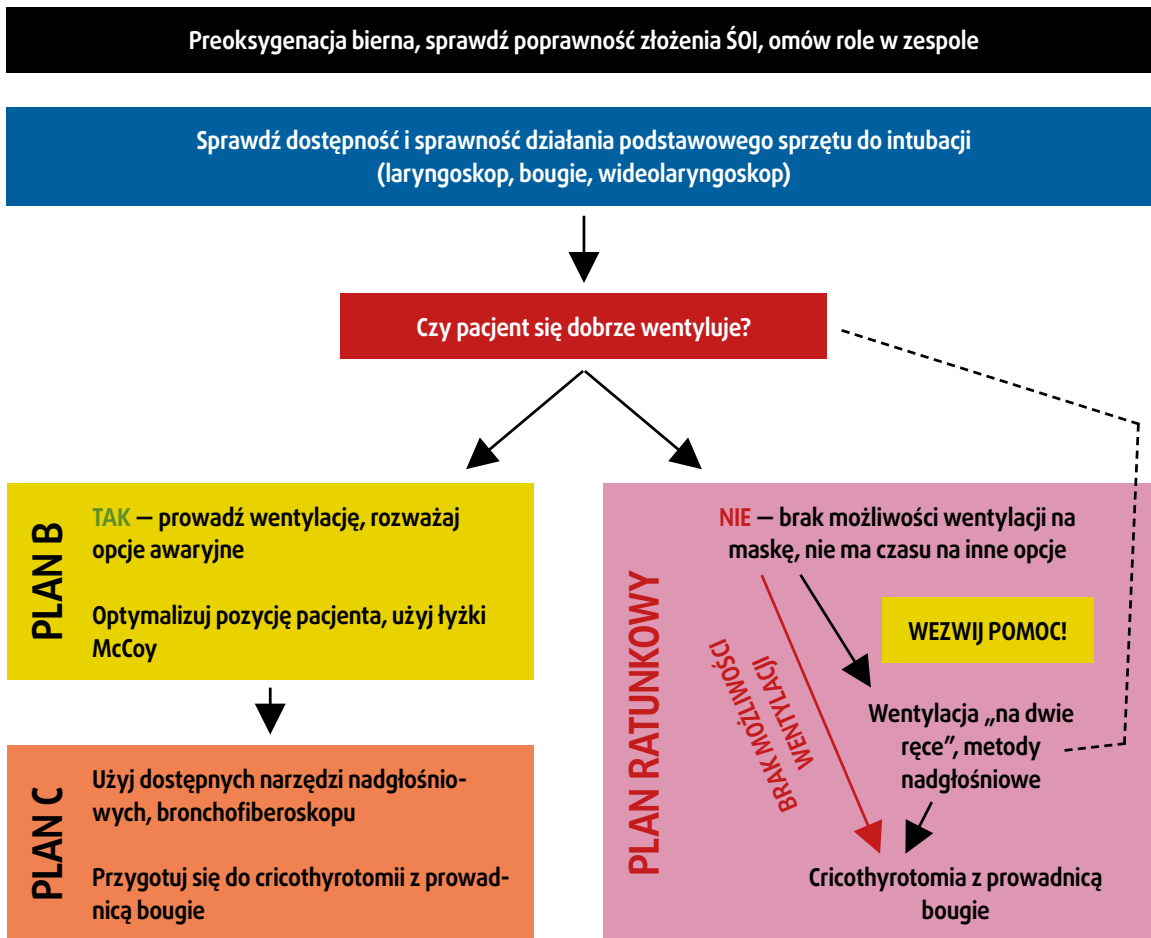 Preoksygenacja bierna, sprawdź poprawność złożenia ŚOI, omów role w zespole
Sprawdź dostępność i sprawność działania podstawowego sprzętu do intubacji
(laryngoskop, bougie, wideolaryngoskop)
Czy pacjent się dobrze wentyluje?
PLAN B
TAK — prowadź wentylację, rozważaj
opcje awaryjne
Optymalizuj pozycję pacjenta, użyj łyżki
McCoy
PLAN C
Użyj dostępnych narzędzi nadgłośnio-
wych, bronchofiberoskopu
Przygotuj się do cricothyrotomii z prowad-
nicą bougie
PLAN RATUNKOWY
NIE — brak możliwości wentylacji na
maskę, nie ma czasu na inne opcje
WEZWIJ POMOC!
BRAK MOŻLIWOŚCI
WENTYLACJI
Wentylacja „na dwie
ręce”, metody
nadgłośniowe
Cricothyrotomia z prowadnicą
bougie